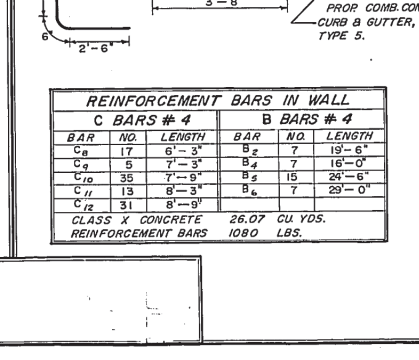 3'-8"
PROP. COMB. CON
CURB & GUTTER,
TYPE 5.
6"
2'-6"
REINFORCEMENT BARS IN WALL
C BARS # 4 B BARS # 4
BAR NO. LENGTH BAR NO. LENGTH
C8 17 6'-3" B2 7 19'-6"
C9 5 7'-3" B4 7 16'-0"
C10 35 7'-9" B5 15 24'-6"
C11 13 8'-3" B6 7 29'-0"
C12 31 8'-9"
CLASS X CONCRETE 26.07 CU. YDS.
REINFORCEMENT BARS 1080 LBS.